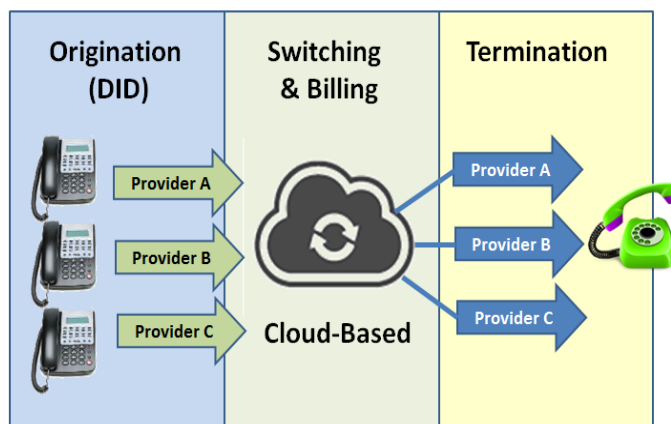 Origination
(DID)
Switching
& Billing
Termination
Provider A
Provider B
Provider C
Cloud-Based
Provider A
Provider B
Provider C